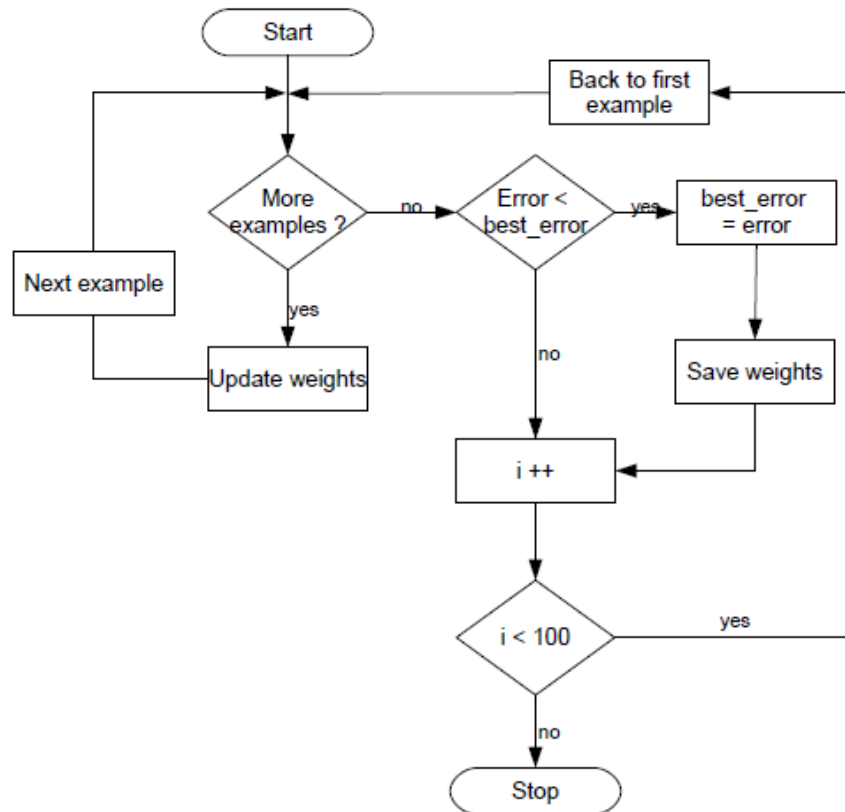 Start
Back to first
example
More
examples ?
no
Error <
best_error
yes
best_error
= error
Next example
yes
Update weights
no
Save weights
i ++
i < 100
yes
no
Stop